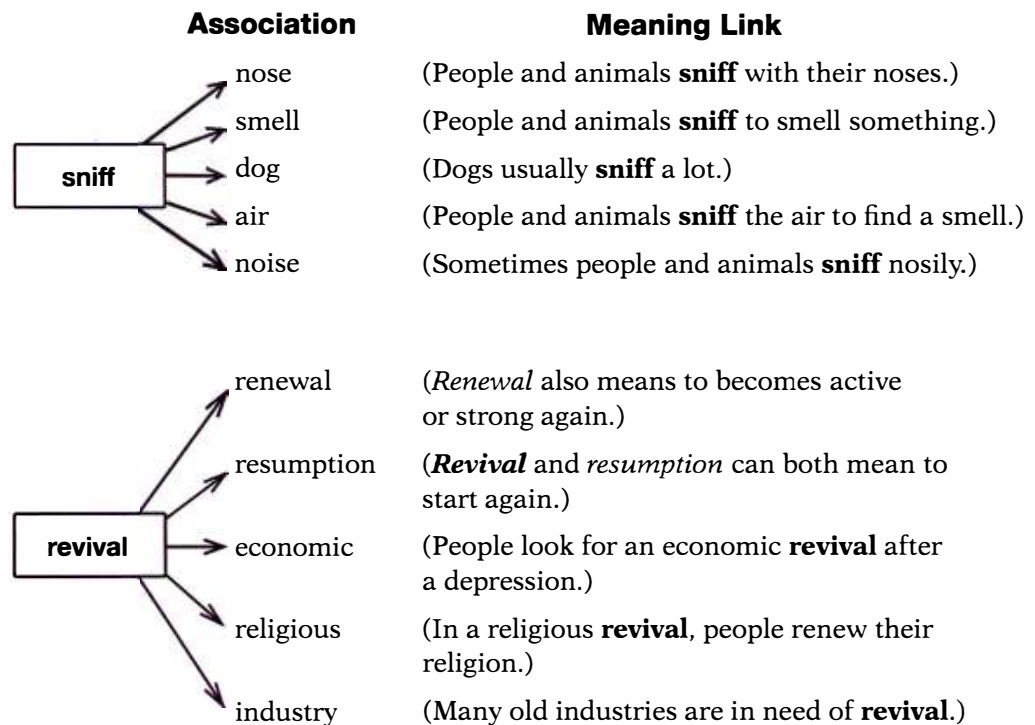 Association Meaning Link
nose (People and animals sniff with their noses.)
smell (People and animals sniff to smell something.)
sniff dog (Dogs usually sniff a lot.)
air (People and animals sniff the air to find a smell.)
noise (Sometimes people and animals sniff nosily.)
renewal (Renewal also means to becomes active
or strong again.)
resumption (Revival and resumption can both mean to
start again.)
revival economic (People look for an economic revival after
a depression.)
religious (In a religious revival, people renew their
religion.)
industry (Many old industries are in need of revival.)